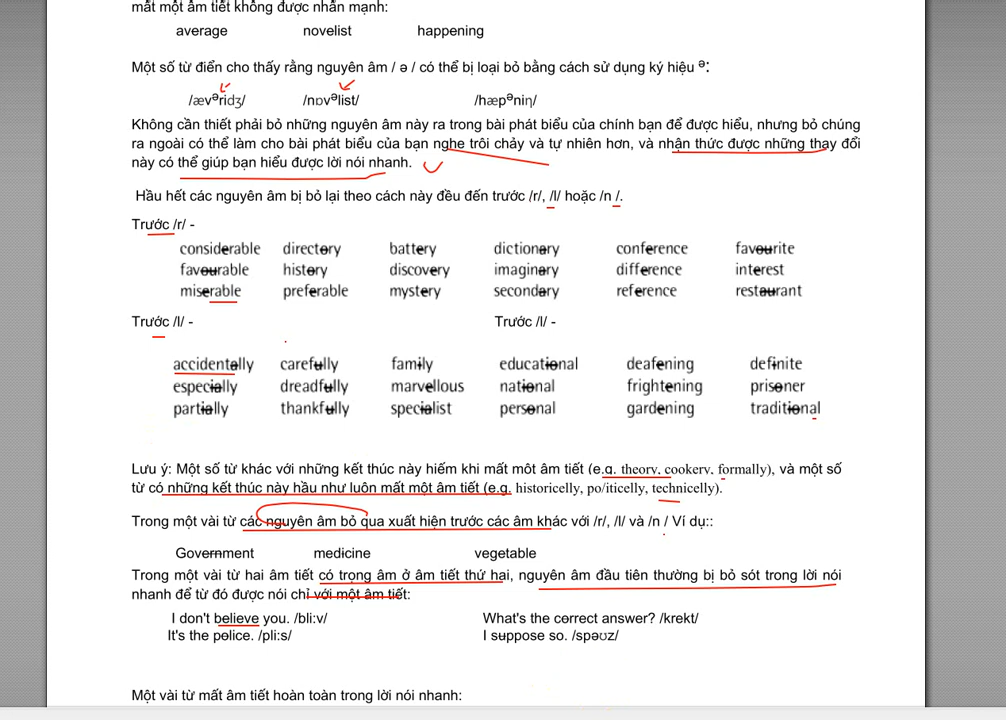 mất một âm tiết không được nhấn mạnh:
average novelist happening
Một số từ điển cho thấy rằng nguyên âm / ə / có thể bị loại bỏ bằng cách sử dụng ký hiệu ᵊ:
/ævᵊridʒ/ /nɒvᵊlist/ /hæpᵊniŋ/
Không cần thiết phải bỏ những nguyên âm này ra trong bài phát biểu của chính bạn để được hiểu, nhưng bỏ chúng
ra ngoài có thể làm cho bài phát biểu của bạn nghe trôi chảy và tự nhiên hơn, và nhận thức được những thay đổi
này có thể giúp bạn hiểu được lời nói nhanh.
Hầu hết các nguyên âm bị bỏ lại theo cách này đều đến trước /r/, /l/ hoặc /n /.
Trước /r/ -
considerable directory battery dictionary conference favourite
favourable history discovery imaginary difference interest
miserable preferable mystery secondary reference restaurant
Trước /l/ - Trước /l/ -
accidentally carefully family educational deafening definite
especially dreadfully marvellous national frightening prisoner
partially thankfully specialist personal gardening traditional
Lưu ý: Một số từ khác với những kết thúc này hiếm khi mất môt âm tiết (e.g. theory, cookery, formally), và một số
từ có những kết thúc này hầu như luôn mất một âm tiết (e.g. historicelly, po/iticelly, technicelly).
Trong một vài từ các nguyên âm bỏ qua xuất hiện trước các âm khác với /r/, /l/ và /n / Ví dụ::
Government medicine vegetable
Trong một vài từ hai âm tiết có trọng âm ở âm tiết thứ hai, nguyên âm đầu tiên thường bị bỏ sót trong lời nói
nhanh để từ đó được nói chỉ với một âm tiết:
I don't believe you. /bli:v/ What's the correct answer? /krekt/
It's the police. /pli:s/ I suppose so. /spəʊz/
Một vài từ mất âm tiết hoàn toàn trong lời nói nhanh: